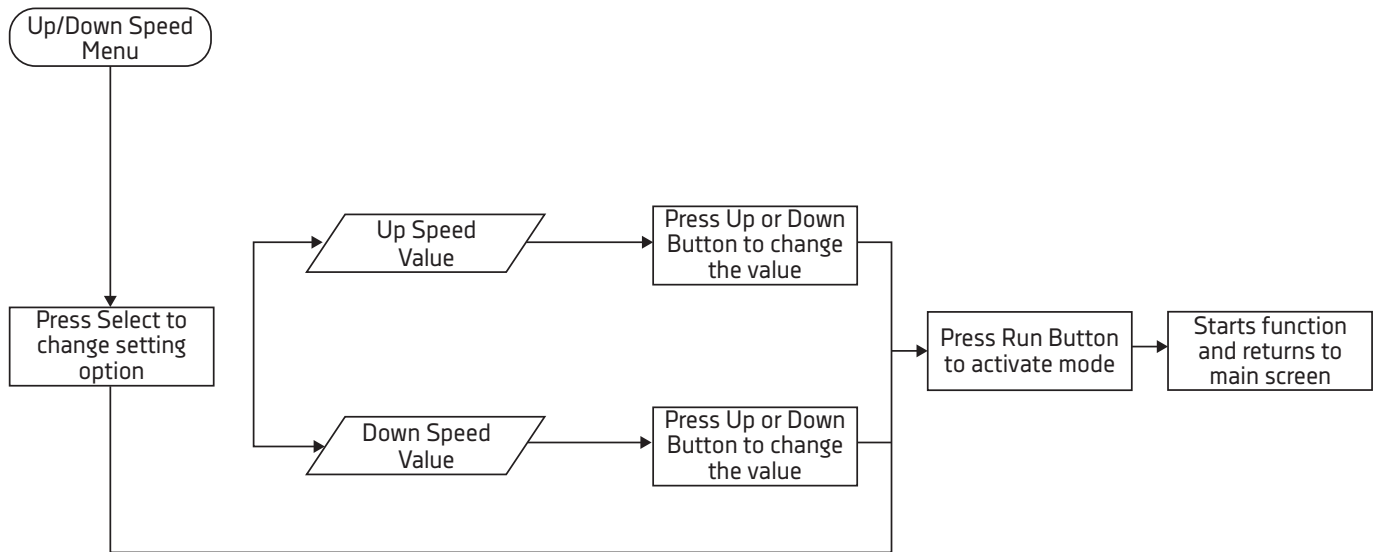 Up/Down Speed
Menu
Press Select to
change setting
option
Up Speed
Value
Press Up or Down
Button to change
the value
Down Speed
Value
Press Up or Down
Button to change
the value
Press Run Button
to activate mode
Starts function
and returns to
main screen